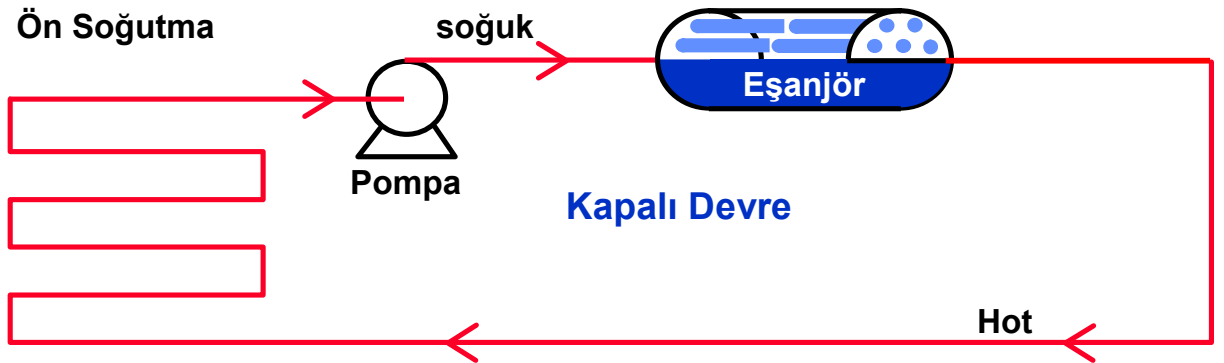 Ön Soğutma
soğuk
Eşanjör
Pompa
Kapalı Devre
Hot